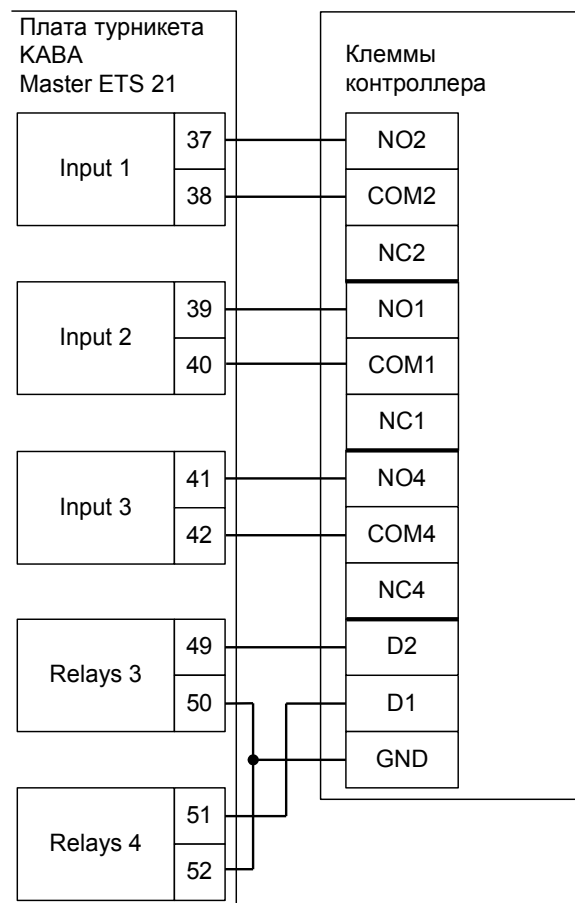 Плата турникета
KABA
Master ETS 21
Клеммы
контроллера
Input 1
37
38
NO2
COM2
NC2
Input 2
39
40
NO1
COM1
NC1
Input 3
41
42
NO4
COM4
NC4
Relays 3
49
50
D2
D1
GND
Relays 4
51
52